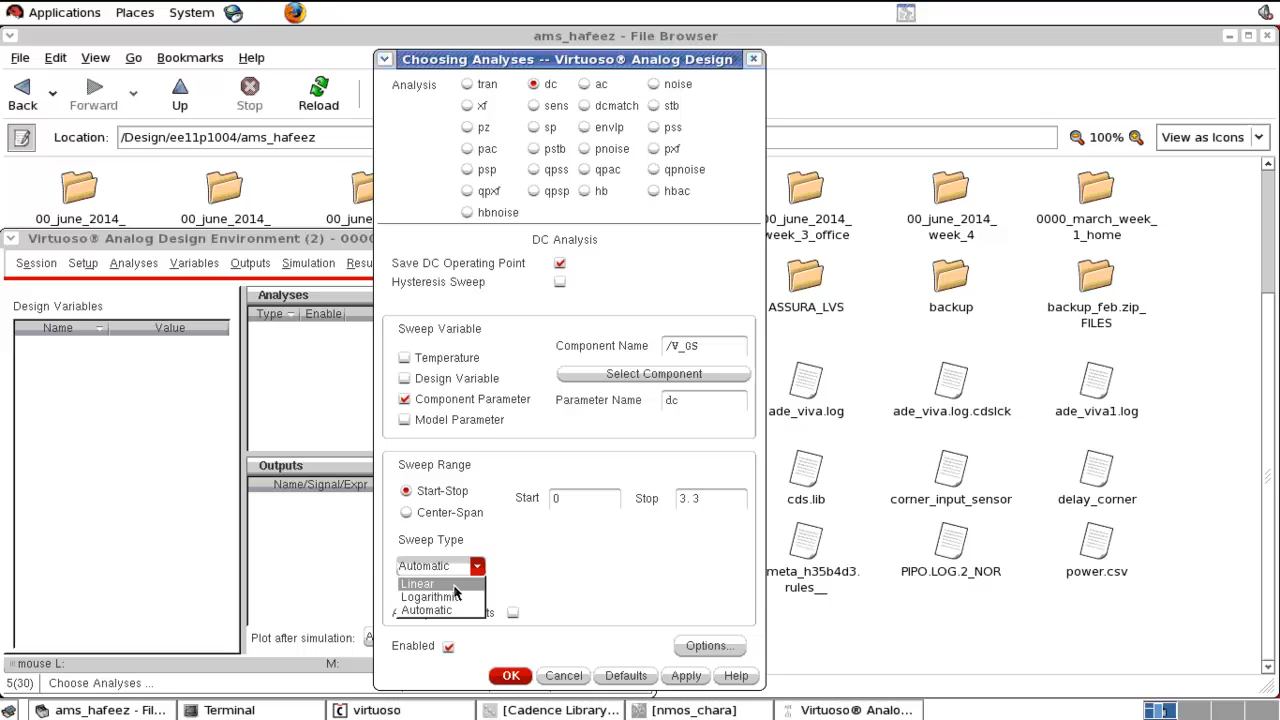 Applications Places System
ams_hafeez - File Browser
File Edit View Go Bookmarks Help
Back Forward Up Stop Reload
Location: /Design/ee11p1004/ams_hafeez 100% View as Icons
00_june_2014_ 00_june_2014_ 00_june_
00_june_2014_
week_3_office
00_june_2014_
week_4
0000_march_week_
1_home
ASSURA_LVS backup backup_feb.zip_
FILES
ade_viva.log ade_viva.log.cdslck ade_viva1.log
cds.lib corner_input_sensor delay_corner
meta_h35b4d3.
rules__
PIPO.LOG.2_NOR power.csv
Virtuoso® Analog Design Environment (2) - 0000
Session Setup Analyses Variables Outputs Simulation Resu
Design Variables
Name Value
Analyses
Type Enable
Outputs
Name/Signal/Expr
Plot after simulation: A
mouse L: M:
5(30) Choose Analyses ...
Choosing Analyses -- Virtuoso® Analog Design
Analysis tran dc ac noise
xf sens dcmatch stb
pz sp envlp pss
pac pstb pnoise pxf
psp qpss qpac qpnoise
qpxf qpsp hb hbac
hbnoise
DC Analysis
Save DC Operating Point
Hysteresis Sweep
Sweep Variable
Temperature
Design Variable
Component Parameter
Model Parameter
Component Name /V_GS
Select Component
Parameter Name dc
Sweep Range
Start-Stop Start 0 Stop 3.3
Center-Span
Sweep Type
Automatic
Linear
Logarithmic
Automatic
Enabled Options...
OK Cancel Defaults Apply Help
ams_hafeez - Fil... Terminal virtuoso [Cadence Library... [nmos_chara] Virtuoso® Analo...